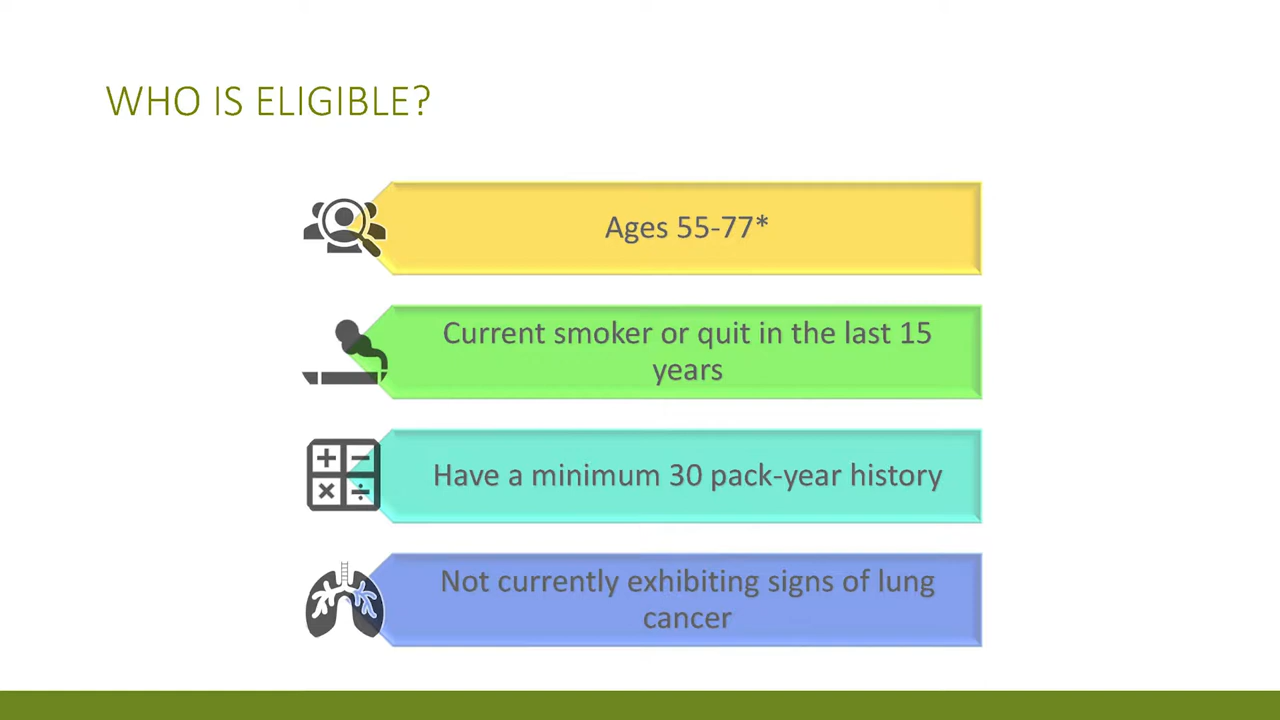 WHO IS ELIGIBLE?
Ages 55-77*
Current smoker or quit in the last 15
years
Have a minimum 30 pack-year history
Not currently exhibiting signs of lung
cancer